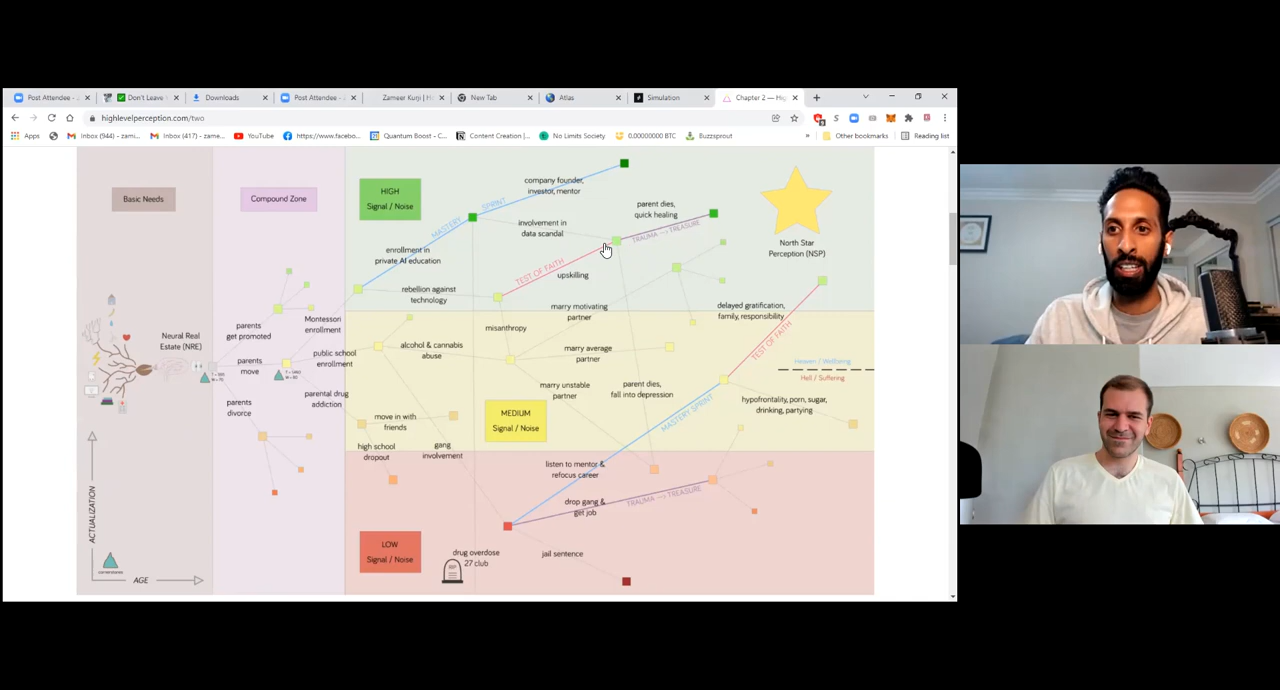 Post Attendee -
Don't Leave
Downloads
Post Attendee -
Zameer Kurji | H
New Tab
Atlas
Simulation
Chapter 2 — Hi
highlevelperception.com/two
Apps
Inbox (944) - zami...
Inbox (417) - zame...
YouTube
https://www.facebo...
Quantum Boost - C...
Content Creation |...
No Limits Society
0.00000000 BTC
Buzzsprout
»
Other bookmarks
Reading list
Basic Needs
Compound Zone
HIGH
Signal / Noise
company founder,
investor, mentor
MASTERY SPRINT
parent dies,
quick healing
TRAUMA --> TREASURE
North Star
Perception (NSP)
involvement in
data scandal
enrollment in
private AI education
TEST OF FAITH
upskilling
rebellion against
technology
marry motivating
partner
delayed gratification,
family, responsibility
TEST OF FAITH
Neural Real
Estate (NRE)
parents
get promoted
Montessori
enrollment
misanthropy
alcohol & cannabis
abuse
marry average
partner
parents
move
public school
enrollment
Heaven / Wellbeing
Hell / Suffering
parents
divorce
parental drug
addiction
marry unstable
partner
parent dies,
fall into depression
hypofrontality, porn, sugar,
drinking, partying
MEDIUM
Signal / Noise
MASTERY SPRINT
move in with
friends
high school
dropout
gang
involvement
listen to mentor &
refocus career
drop gang &
get job
TRAUMA --> TREASURE
ACTUALIZATION
LOW
Signal / Noise
drug overdose
27 club
jail sentence
AGE